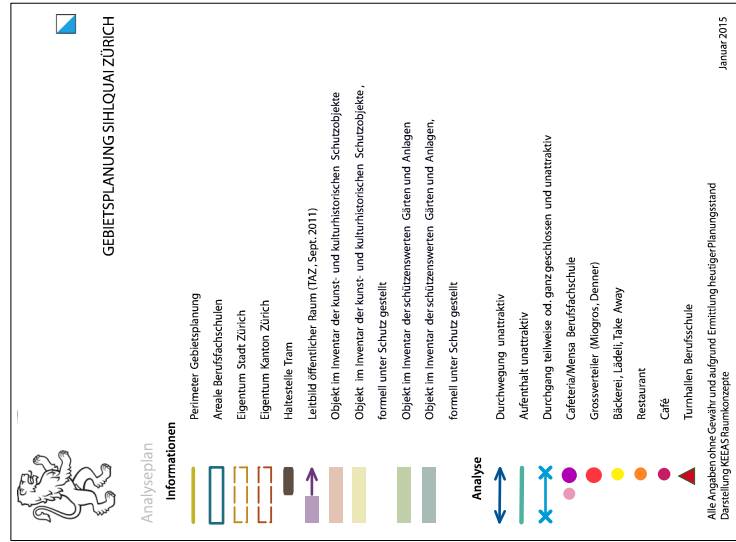 GEBIETSPLANUNG SIHLQUAI ZÜRICH
Analyseplan
Informationen
Perimeter Gebietsplanung
Areale Berufsfachschulen
Eigentum Stadt Zürich
Eigentum Kanton Zürich
Haltestelle Tram
Leitbild öffentlicher Raum (TAZ, Sept. 2011)
Objekt im Inventar der kunst- und kulturhistorischen Schutzobjekte
Objekt im Inventar der kunst- und kulturhistorischen Schutzobjekte,
formell unter Schutz gestellt
Objekt im Inventar der schützenswerten Gärten und Anlagen
Objekt im Inventar der schützenswerten Gärten und Anlagen,
formell unter Schutz gestellt
Analyse
Durchwegung unattraktiv
Aufenthalt unattraktiv
Durchgang teilweise od. ganz geschlossen und unattraktiv
Cafeteria/Mensa Berufsfachschule
Grossverteiler (Miogros, Denner)
Bäckerei, Lädeli, Take Away
Restaurant
Café
Turnhallen Berufsschule
Alle Angaben ohne Gewähr und aufgrund Ermittlung heutiger Planungsstand
Darstellung KEEAS Raumkonzepte
Januar 2015